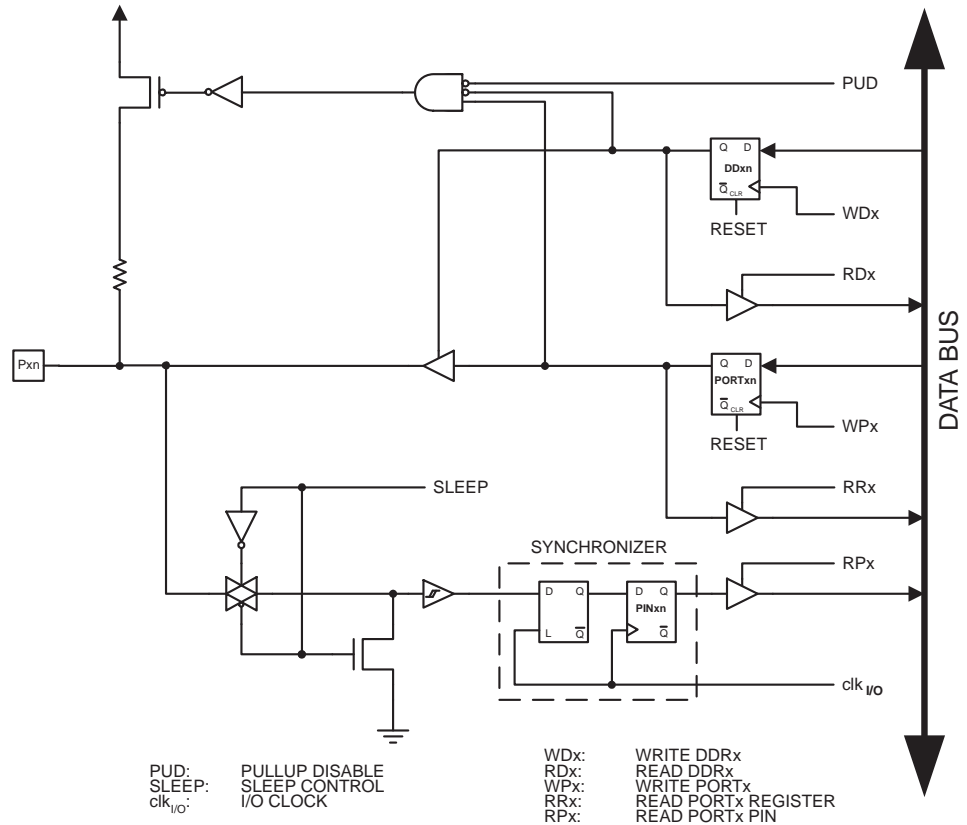 PUD
Q D
DDxn
Q CLR
WDx
RESET
RDx
DATA BUS
Pxn
Q D
PORTxn
Q CLR
WPx
RESET
RRx
SLEEP
SYNCHRONIZER
RPx
D Q
L Q
D Q
PINxn
Q
clk I/O
PUD: PULLUP DISABLE
SLEEP: SLEEP CONTROL
clkI/O: I/O CLOCK
WDx: WRITE DDRx
RDx: READ DDRx
WPx: WRITE PORTx
RRx: READ PORTx REGISTER
RPx: READ PORTx PIN